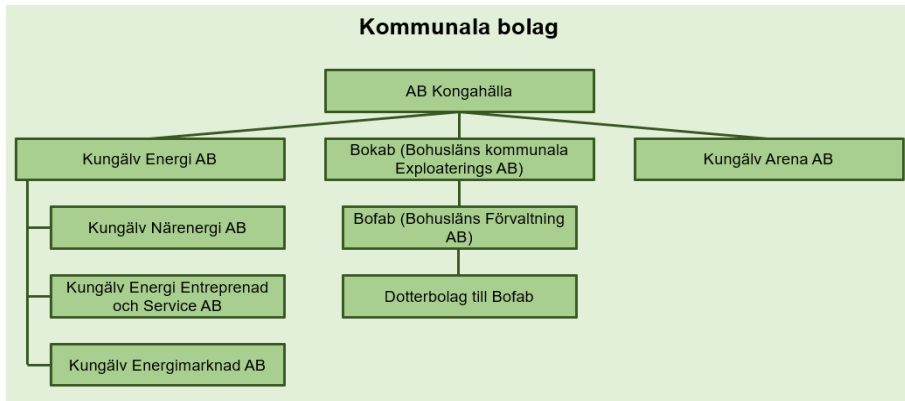 Kommunala bolag
AB Kongahälla
Kungälv Energi AB
Bokab (Bohusläns kommunala
Exploaterings AB)
Kungälv Arena AB
Kungälv Närenergi AB
Bofab (Bohusläns Förvaltning
AB)
Kungälv Energi Entreprenad
och Service AB
Dotterbolag till Bofab
Kungälv Energimarknad AB